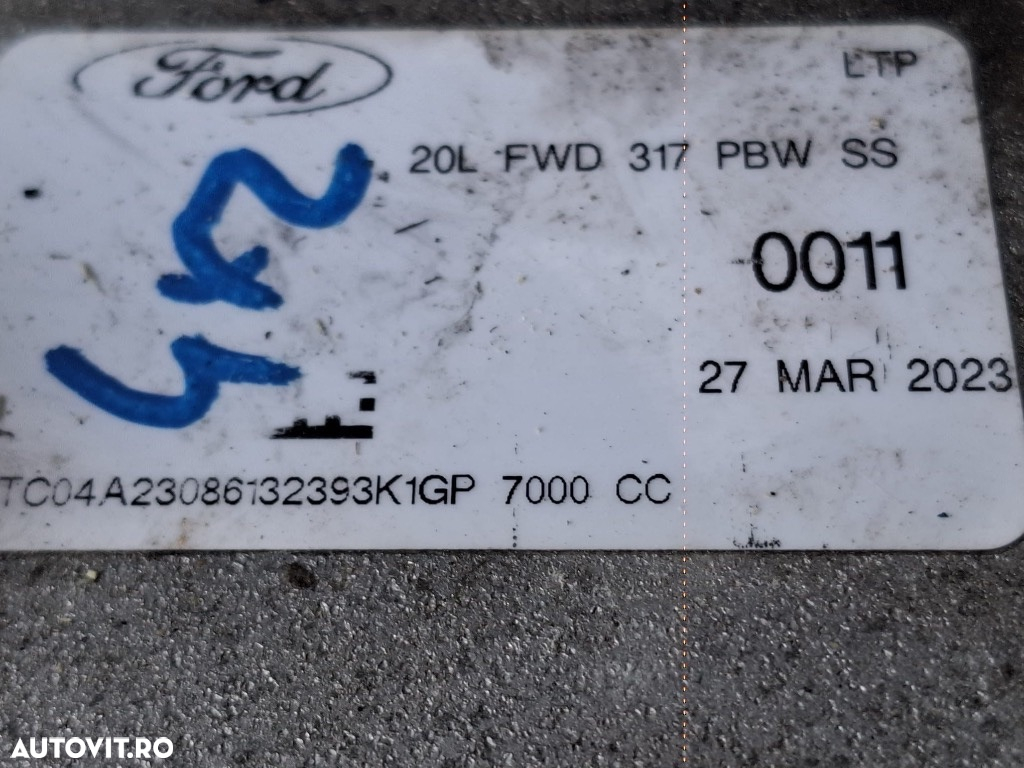 Ford
LTP
20L FWD 317 PBW SS
0011
27 MAR 2023
TC04A23086132393K1GP 7000 CC
AUTOVIT.RO